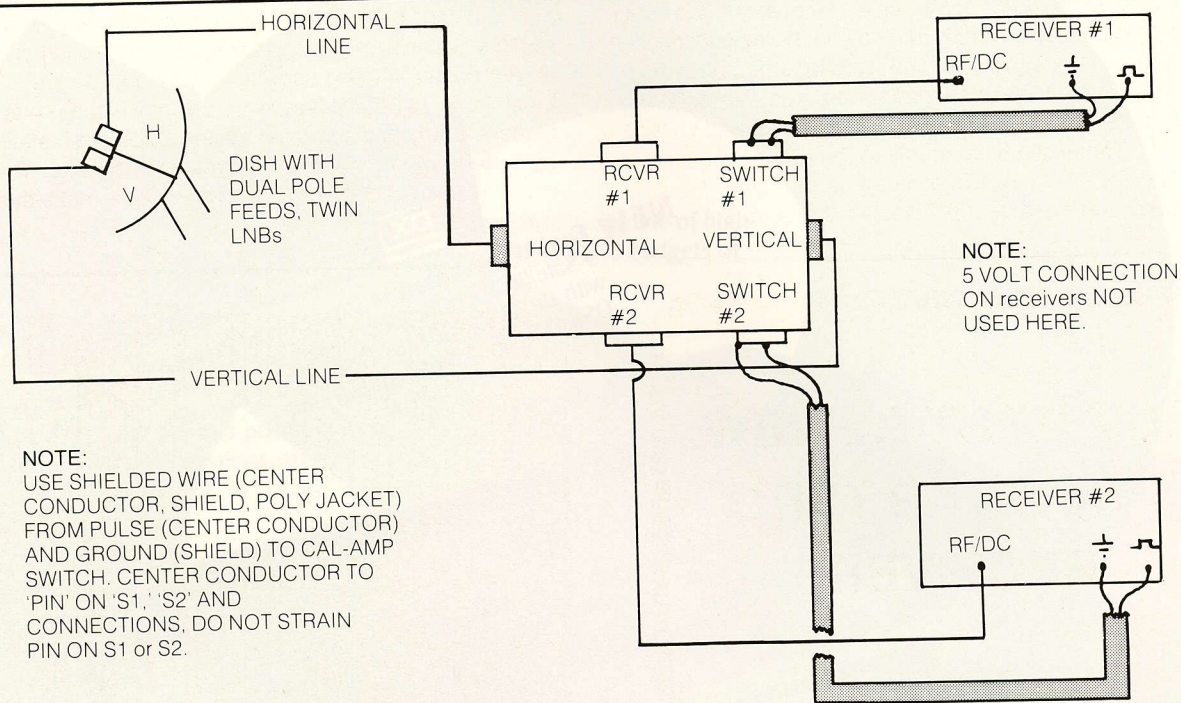 HORIZONTAL
LINE
RECEIVER #1
RF/DC
H
V
DISH WITH
DUAL POLE
FEEDS, TWIN
LNBs
RCVR
#1
SWITCH
#1
HORIZONTAL
VERTICAL
RCVR
#2
SWITCH
#2
NOTE:
5 VOLT CONNECTION
ON receivers NOT
USED HERE.
VERTICAL LINE
NOTE:
USE SHIELDED WIRE (CENTER
CONDUCTOR, SHIELD, POLY JACKET)
FROM PULSE (CENTER CONDUCTOR)
AND GROUND (SHIELD) TO CAL-AMP
SWITCH. CENTER CONDUCTOR TO
'PIN' ON 'S1,' 'S2' AND
CONNECTIONS, DO NOT STRAIN
PIN ON S1 or S2.
RECEIVER #2
RF/DC